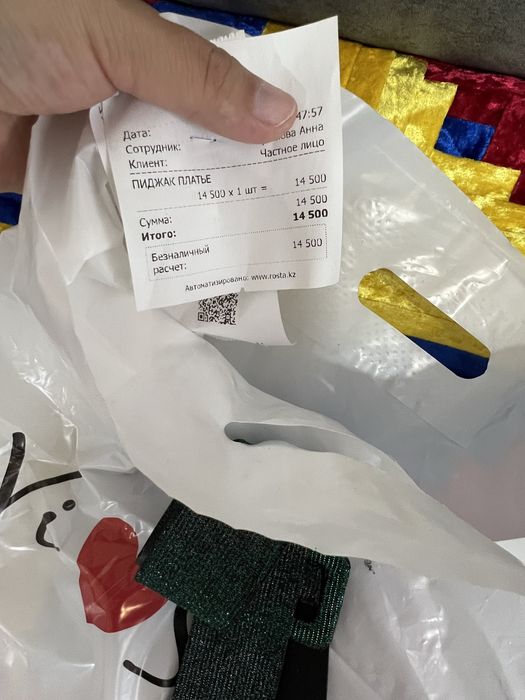 47:57
Дата:
Сотрудник: ова Анна
Клиент: Частное лицо
ПИДЖАК ПЛАТЬЕ 14 500
14 500 x 1 шт =
14 500
Сумма:
Итого: 14 500
Безналичный расчет: 14 500
Автоматизировано: www.rosta.kz